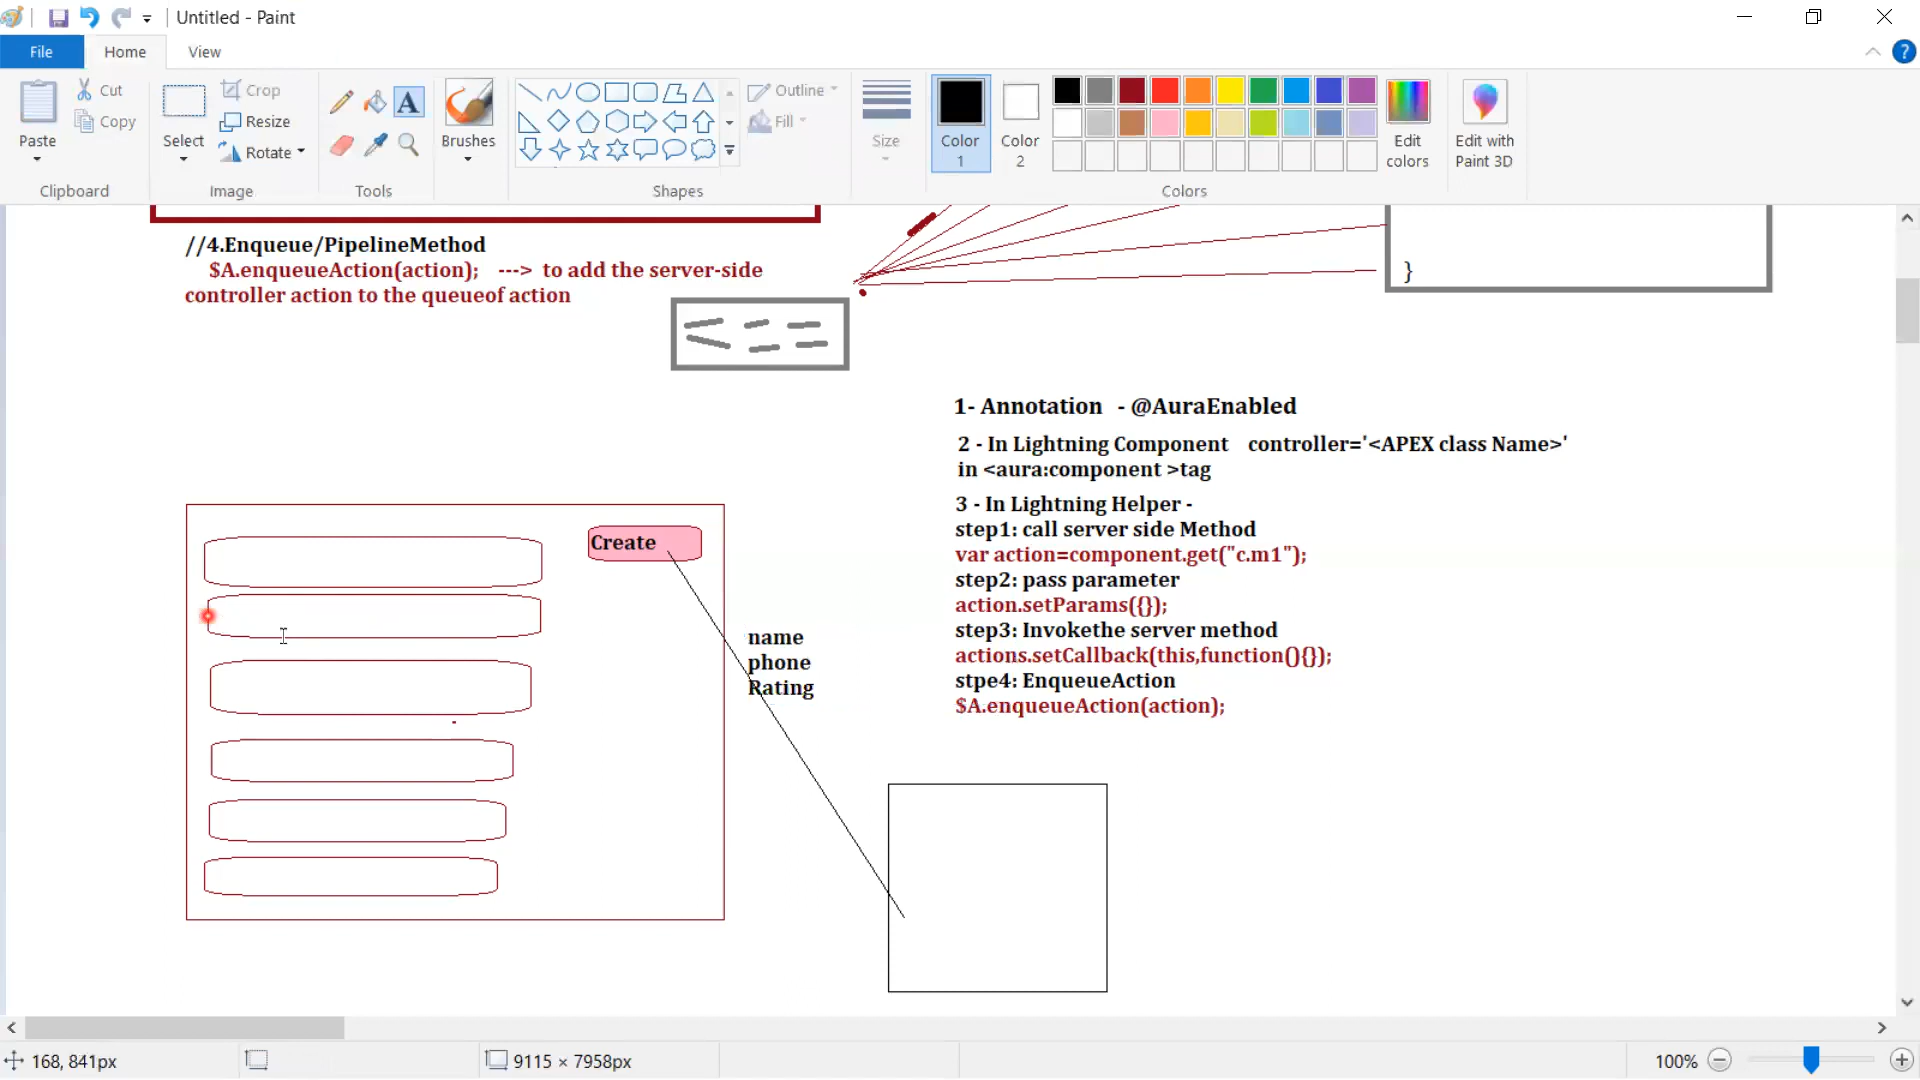 Untitled - Paint
File
Home
View
Paste
Cut
Copy
Clipboard
Select
Crop
Resize
Rotate
Image
A
Tools
Brushes
Outline
Fill
Shapes
Size
Color
1
Color
2
Edit
colors
Edit with
Paint 3D
Colors
?
//4.Enqueue/PipelineMethod
$A.enqueueAction(action); ---> to add the server-side
controller action to the queueof action
}
1- Annotation - @AuraEnabled
2 - In Lightning Component controller='<APEX class Name>'
in <aura:component >tag
3 - In Lightning Helper -
step1: call server side Method
var action=component.get("c.m1");
step2: pass parameter
action.setParams({});
step3: Invokethe server method
actions.setCallback(this,function(){});
stpe4: EnqueueAction
$A.enqueueAction(action);
Create
name
phone
Rating
168, 841px
9115 × 7958px
100%